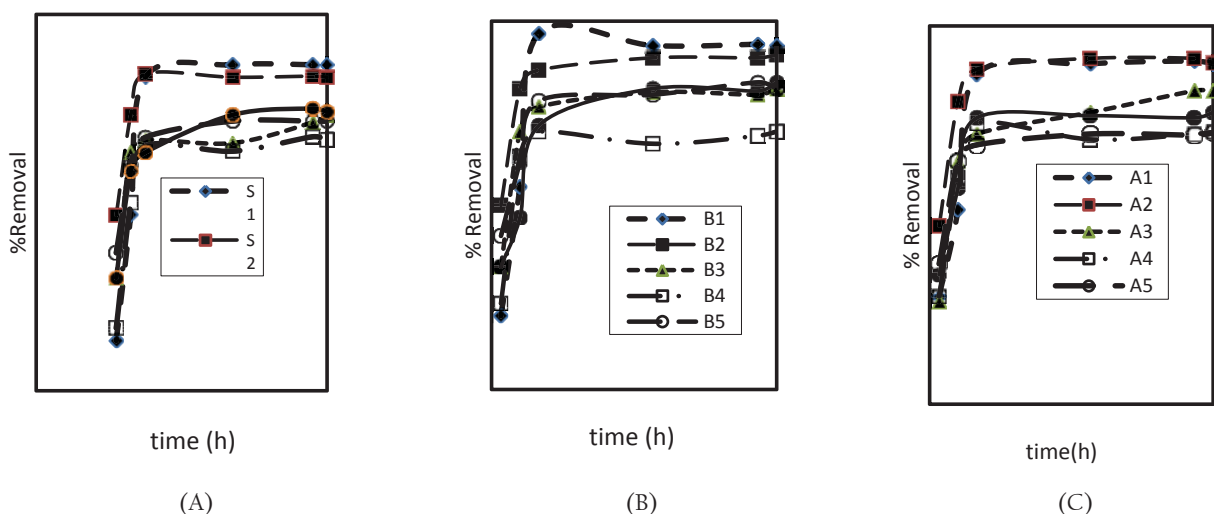 %Removal
S
1
S
2
time (h)
(A)
% Removal
B1
B2
B3
B4
B5
time (h)
(B)
% Removal
A1
A2
A3
A4
A5
time(h)
(C)